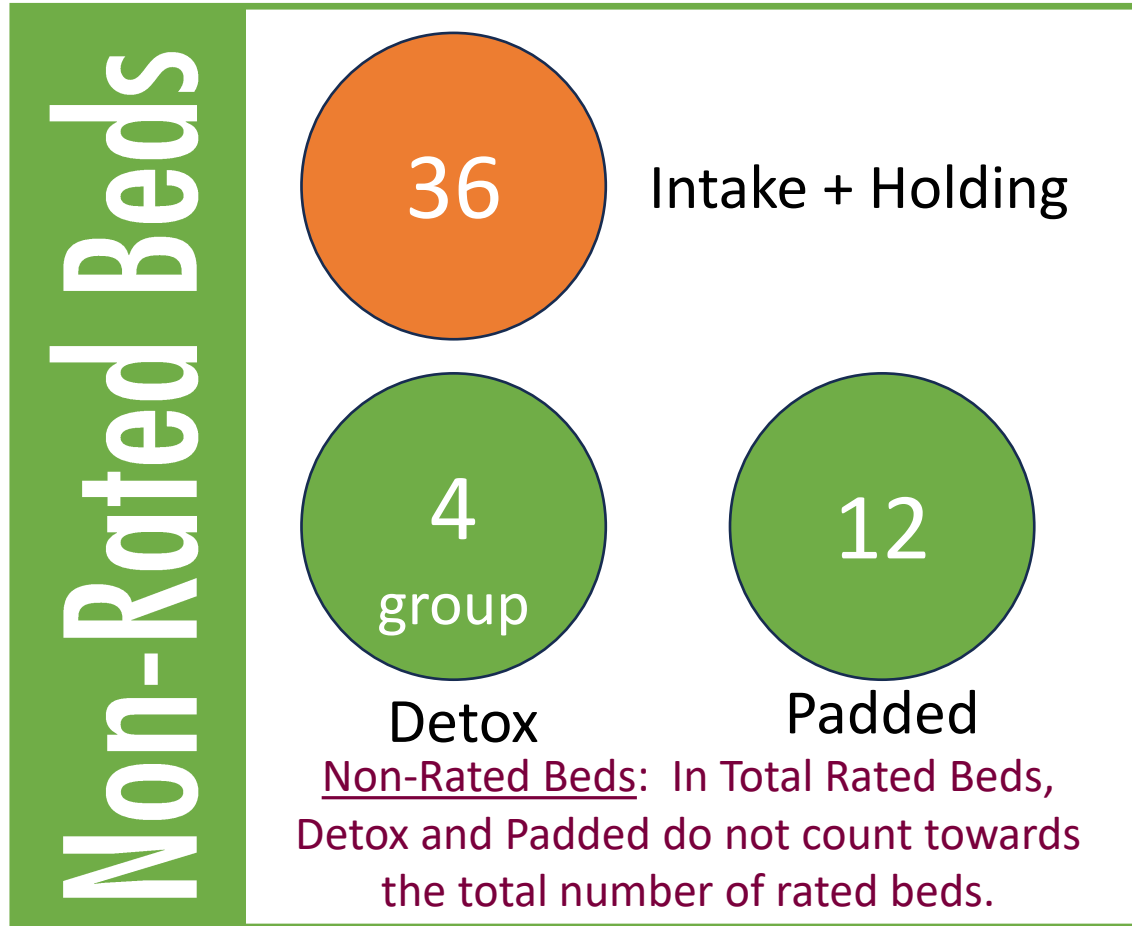 Non-Rated Beds
36
Intake + Holding
4
group
12
Detox
Padded
Non-Rated Beds:  In Total Rated Beds,
Detox and Padded do not count towards
the total number of rated beds.